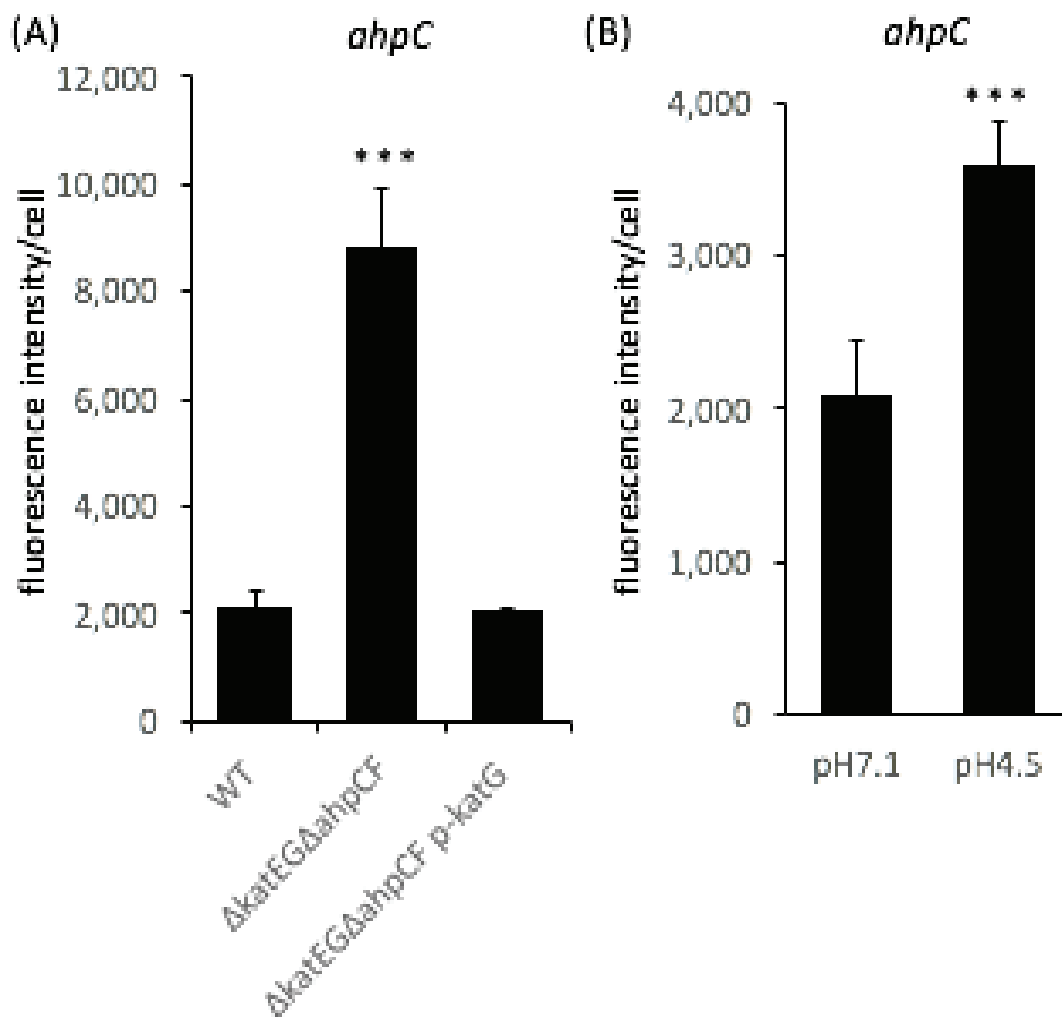 (A)
ahpC
12,000
10,000
8,000
6,000
4,000
2,000
0
fluorescence intensity/cell
***
WT
ΔkatEGΔahpCF
ΔkatEGΔahpCF p-katG
(B)
ahpC
4,000
3,000
2,000
1,000
0
fluorescence intensity/cell
***
pH7.1
pH4.5